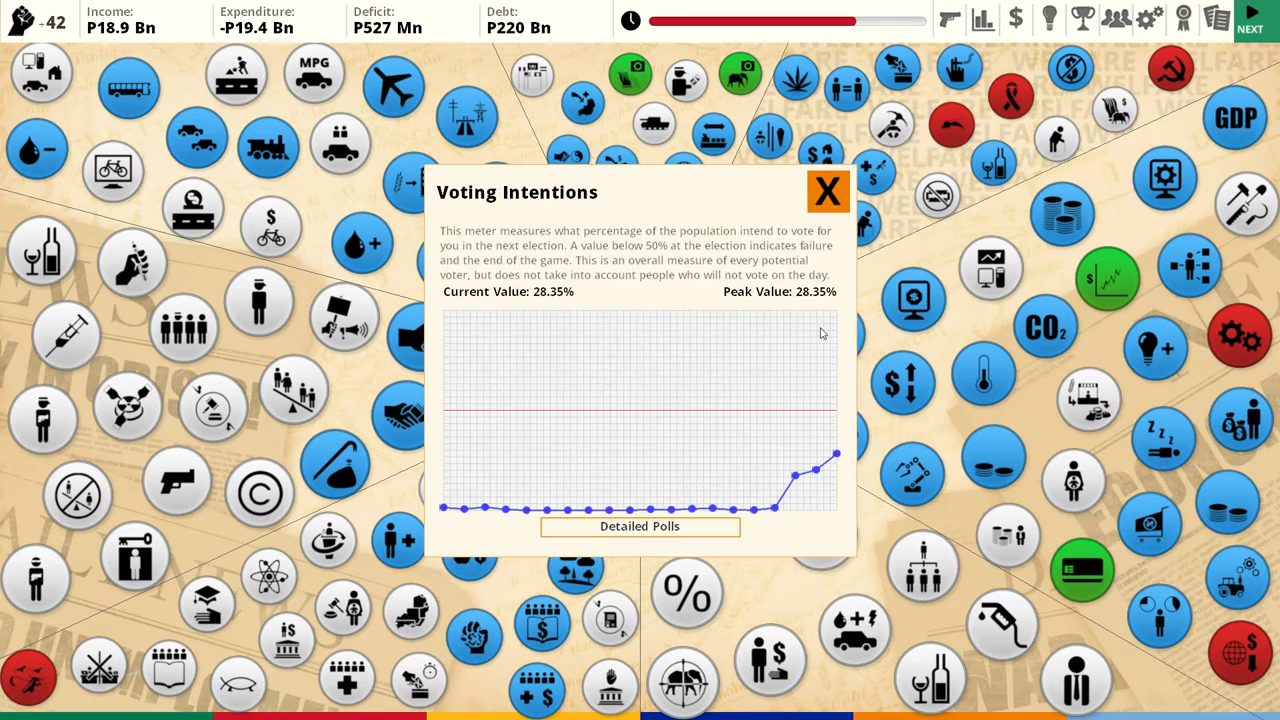 +42
Income:
P18.9 Bn
Expenditure:
-P19.4 Bn
Deficit:
P527 Mn
Debt:
P220 Bn
NEXT
MPG
GDP
Voting Intentions
X
This meter measures what percentage of the population intend to vote for
you in the next election. A value below 50% at the election indicates failure
and the end of the game. This is an overall measure of every potential
voter, but does not take into account people who will not vote on the day.
Current Value: 28.35%
Peak Value: 28.35%
CO₂
Detailed Polls
%